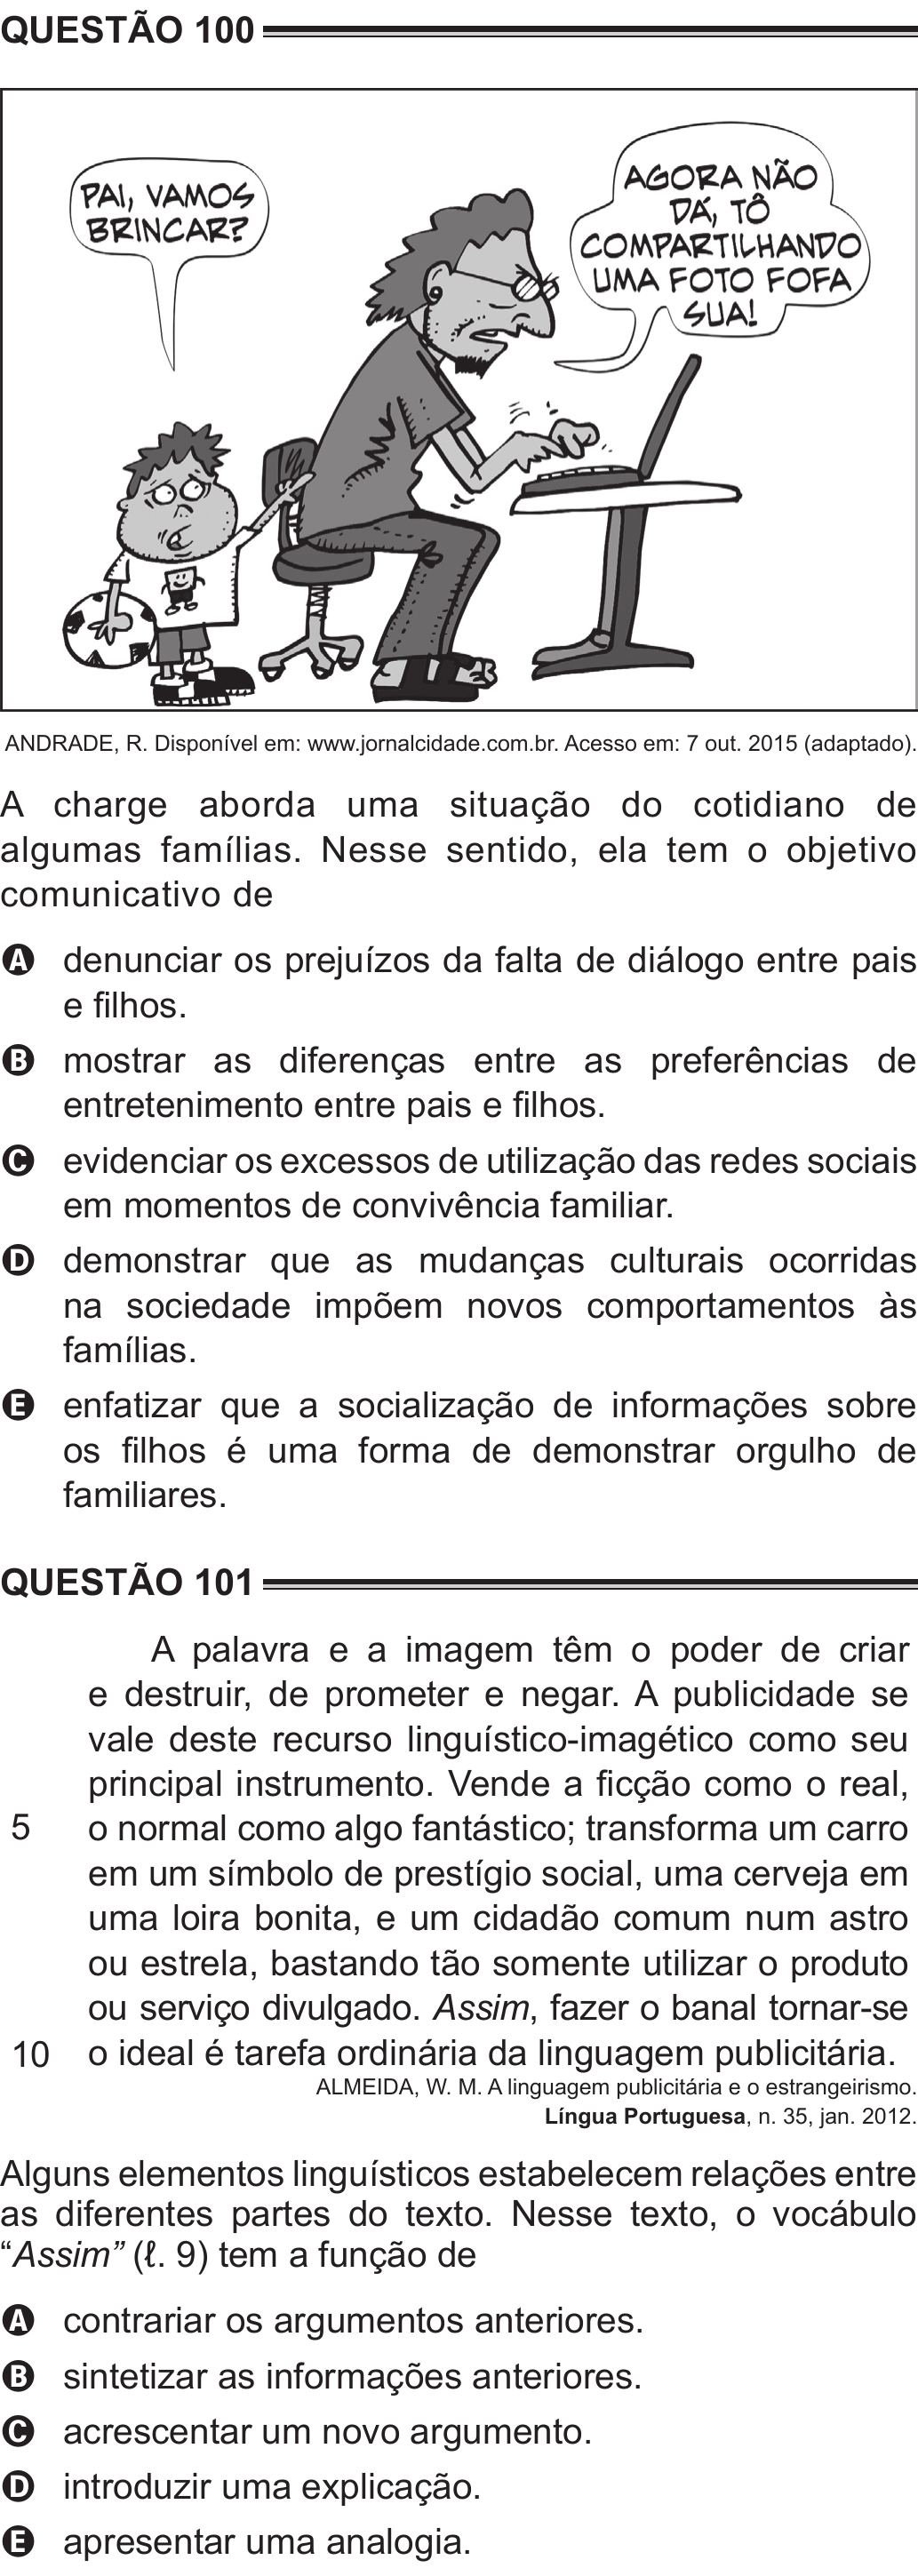 QUESTÃO 100
PAI, VAMOS
BRINCAR?
AGORA NÃO
DÁ, TÔ
COMPARTILHANDO
UMA FOTO FOFA
SUA!
ANDRADE, R. Disponível em: www.jornalcidade.com.br. Acesso em: 7 out. 2015 (adaptado).
A charge aborda uma situação do cotidiano de
algumas famílias. Nesse sentido, ela tem o objetivo
comunicativo de
A denunciar os prejuízos da falta de diálogo entre pais
e filhos.
B mostrar as diferenças entre as preferências de
entretenimento entre pais e filhos.
C evidenciar os excessos de utilização das redes sociais
em momentos de convivência familiar.
D demonstrar que as mudanças culturais ocorridas
na sociedade impõem novos comportamentos às
famílias.
E enfatizar que a socialização de informações sobre
os filhos é uma forma de demonstrar orgulho de
familiares.
QUESTÃO 101
A palavra e a imagem têm o poder de criar
e destruir, de prometer e negar. A publicidade se
vale deste recurso linguístico-imagético como seu
principal instrumento. Vende a ficção como o real,
5 o normal como algo fantástico; transforma um carro
em um símbolo de prestígio social, uma cerveja em
uma loira bonita, e um cidadão comum num astro
ou estrela, bastando tão somente utilizar o produto
ou serviço divulgado. Assim, fazer o banal tornar-se
10 o ideal é tarefa ordinária da linguagem publicitária.
ALMEIDA, W. M. A linguagem publicitária e o estrangeirismo.
Língua Portuguesa, n. 35, jan. 2012.
Alguns elementos linguísticos estabelecem relações entre
as diferentes partes do texto. Nesse texto, o vocábulo
“Assim” (ℓ. 9) tem a função de
A contrariar os argumentos anteriores.
B sintetizar as informações anteriores.
C acrescentar um novo argumento.
D introduzir uma explicação.
E apresentar uma analogia.